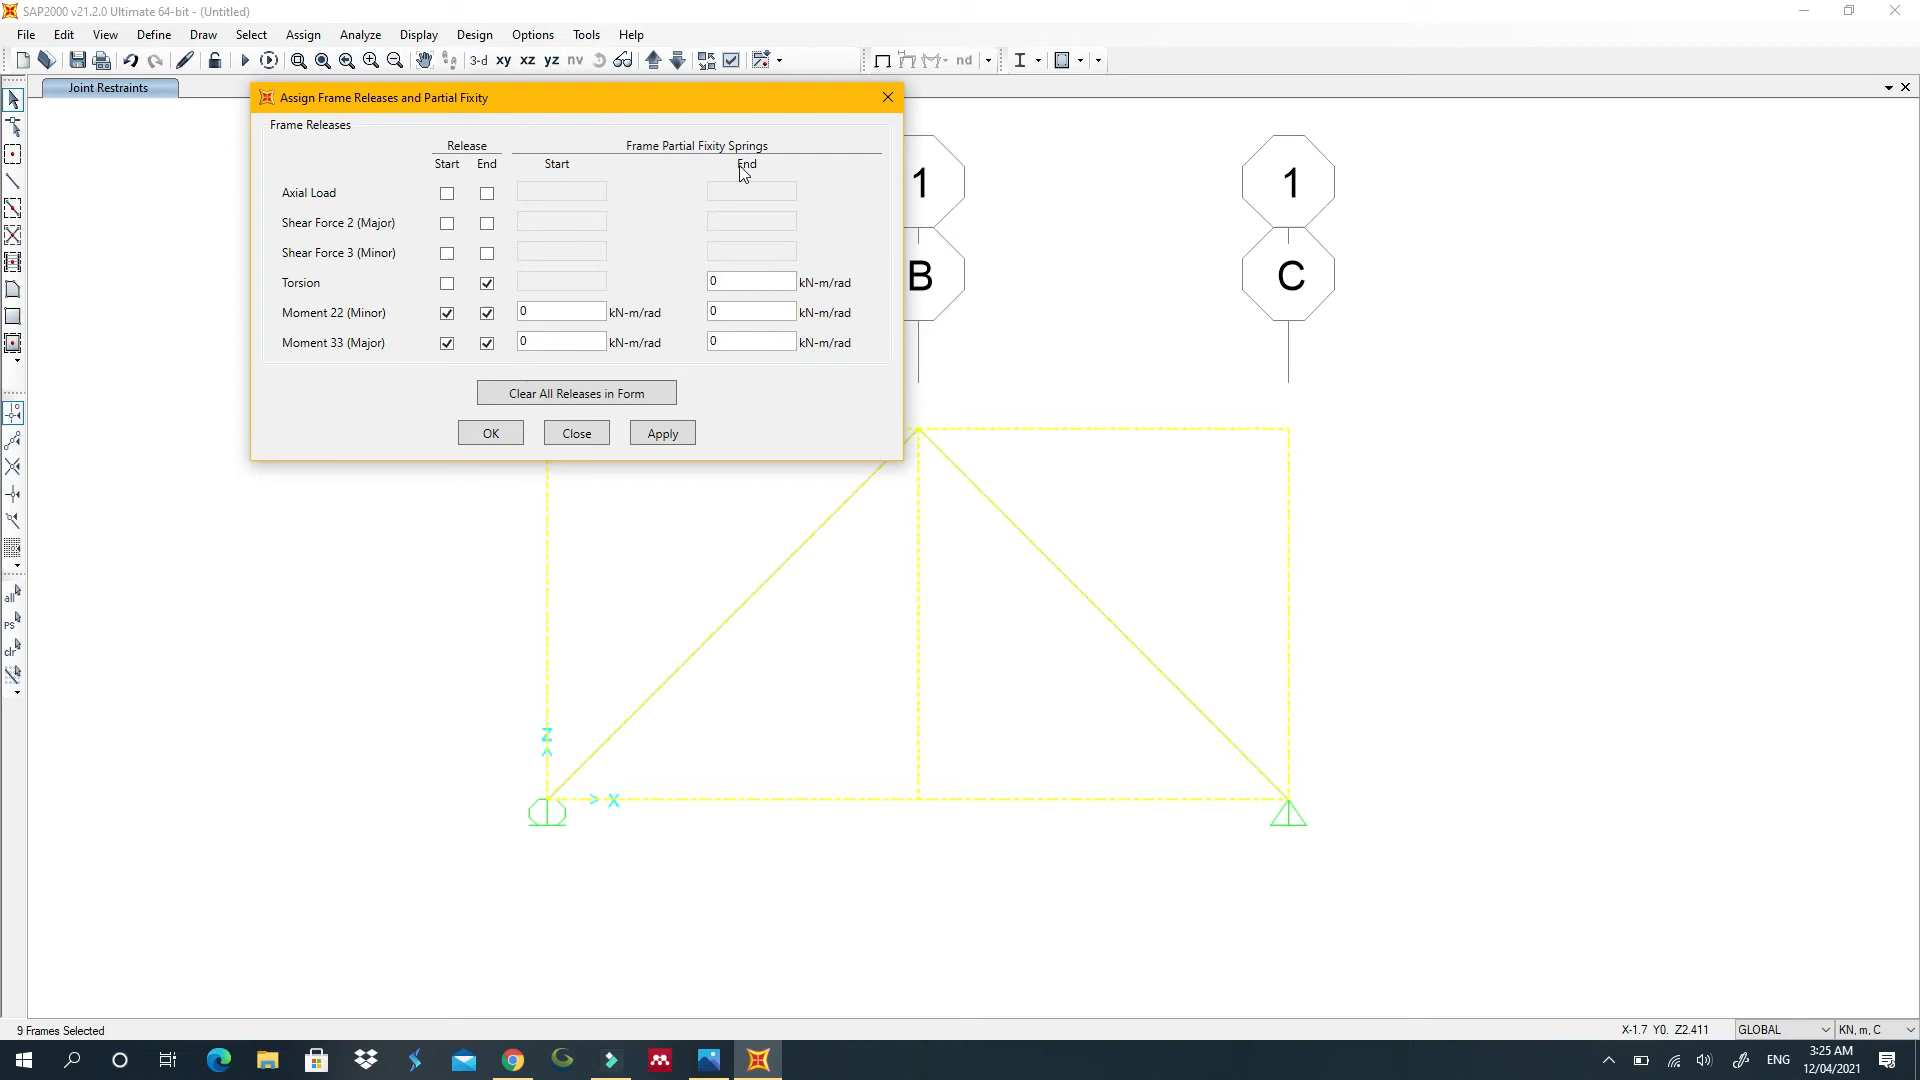 SAP2000 v21.2.0 Ultimate 64-bit - (Untitled)
File Edit View Define Draw Select Assign Analyze Display Design Options Tools Help
3-d xy xz yz nv nd
Joint Restraints
Assign Frame Releases and Partial Fixity
Frame Releases
Release Frame Partial Fixity Springs
Start End Start End
Axial Load
Shear Force 2 (Major)
Shear Force 3 (Minor)
Torsion 0 kN-m/rad
Moment 22 (Minor) 0 kN-m/rad 0 kN-m/rad
Moment 33 (Major) 0 kN-m/rad 0 kN-m/rad
Clear All Releases in Form
OK Close Apply
1 1
B C
all
PS
clr
Z
X
9 Frames Selected
X-1.7 Y0. Z2.411 GLOBAL KN, m, C
ENG
3:25 AM
12/04/2021